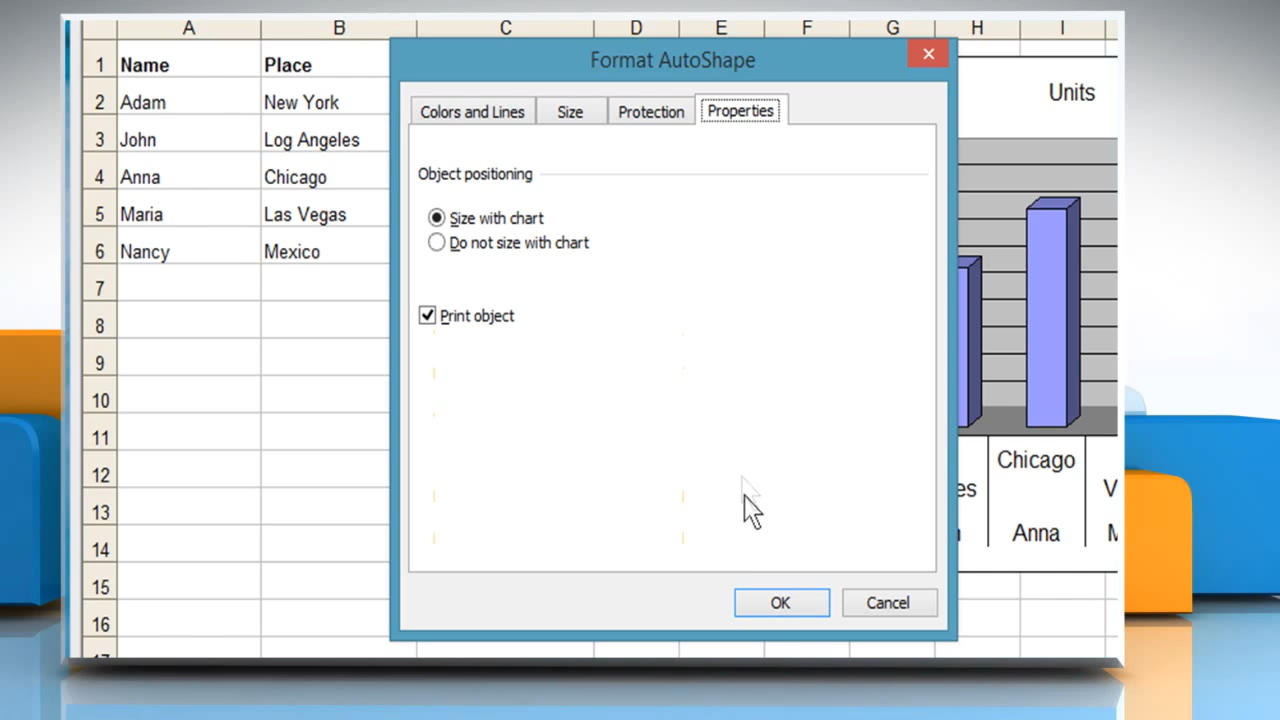 A B C D E F G H I
Format AutoShape
1 Name Place
Units
2 Adam New York
Colors and Lines Size Protection Properties
3 John Log Angeles
4 Anna Chicago
Object positioning
5 Maria Las Vegas
Size with chart
Do not size with chart
6 Nancy Mexico
7
Print object
8
9
10
11
12
Chicago
es V
13
14
Anna M
15
OK Cancel
16
17